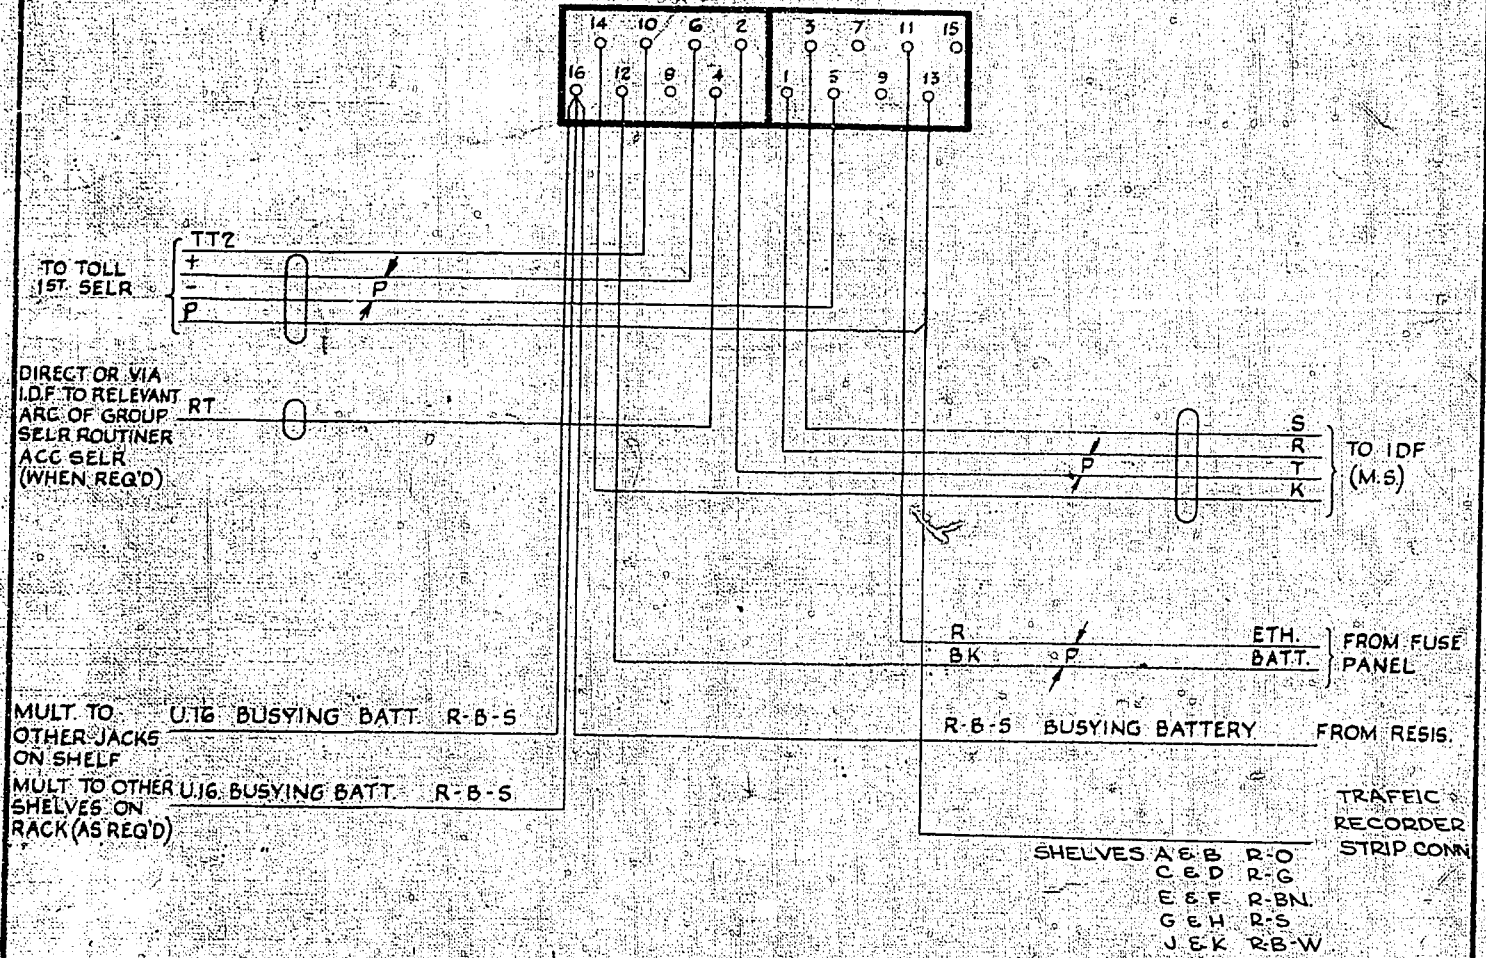 14 10 6 2 3 7 11 15
16 12 8 4 1 5 9 13
TT2
+
-
P
TO TOLL
1ST. SELR
P
DIRECT OR VIA
I.D.F. TO RELEVANT
ARC OF GROUP
SELR ROUTINER
ACC SELR
(WHEN REQ'D)
RT
S
R
T
K
P
TO IDF
(M.S)
R ETH.
BK P BATT.
FROM FUSE
PANEL
MULT. TO
OTHER JACKS
ON SHELF
U.16 BUSYING BATT. R-B-S
R-B-S BUSYING BATTERY FROM RESIS.
MULT TO OTHER
SHELVES ON
RACK (AS REQ'D)
U.16. BUSYING BATT. R-B-S
TRAFFIC
RECORDER
STRIP CONN
SHELVES A & B R-O
C & D R-G
E & F R-BN.
G & H R-S
J & K R-B-W